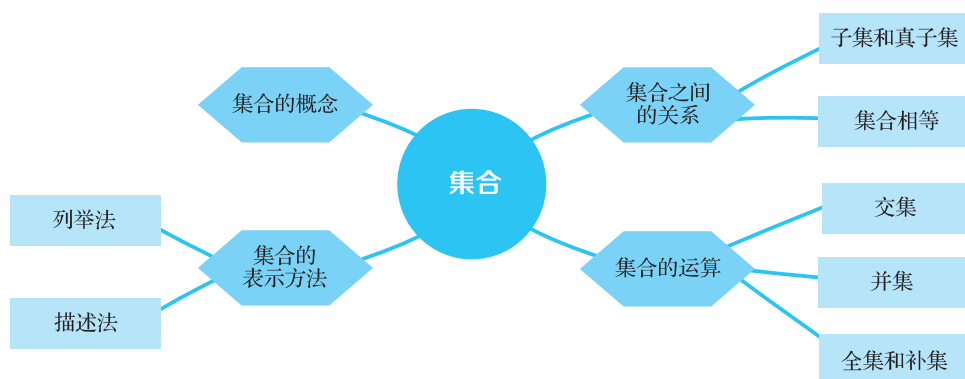 集合
集合的概念
集合的
表示方法
列举法
描述法
集合之间
的关系
子集和真子集
集合相等
集合的运算
交集
并集
全集和补集